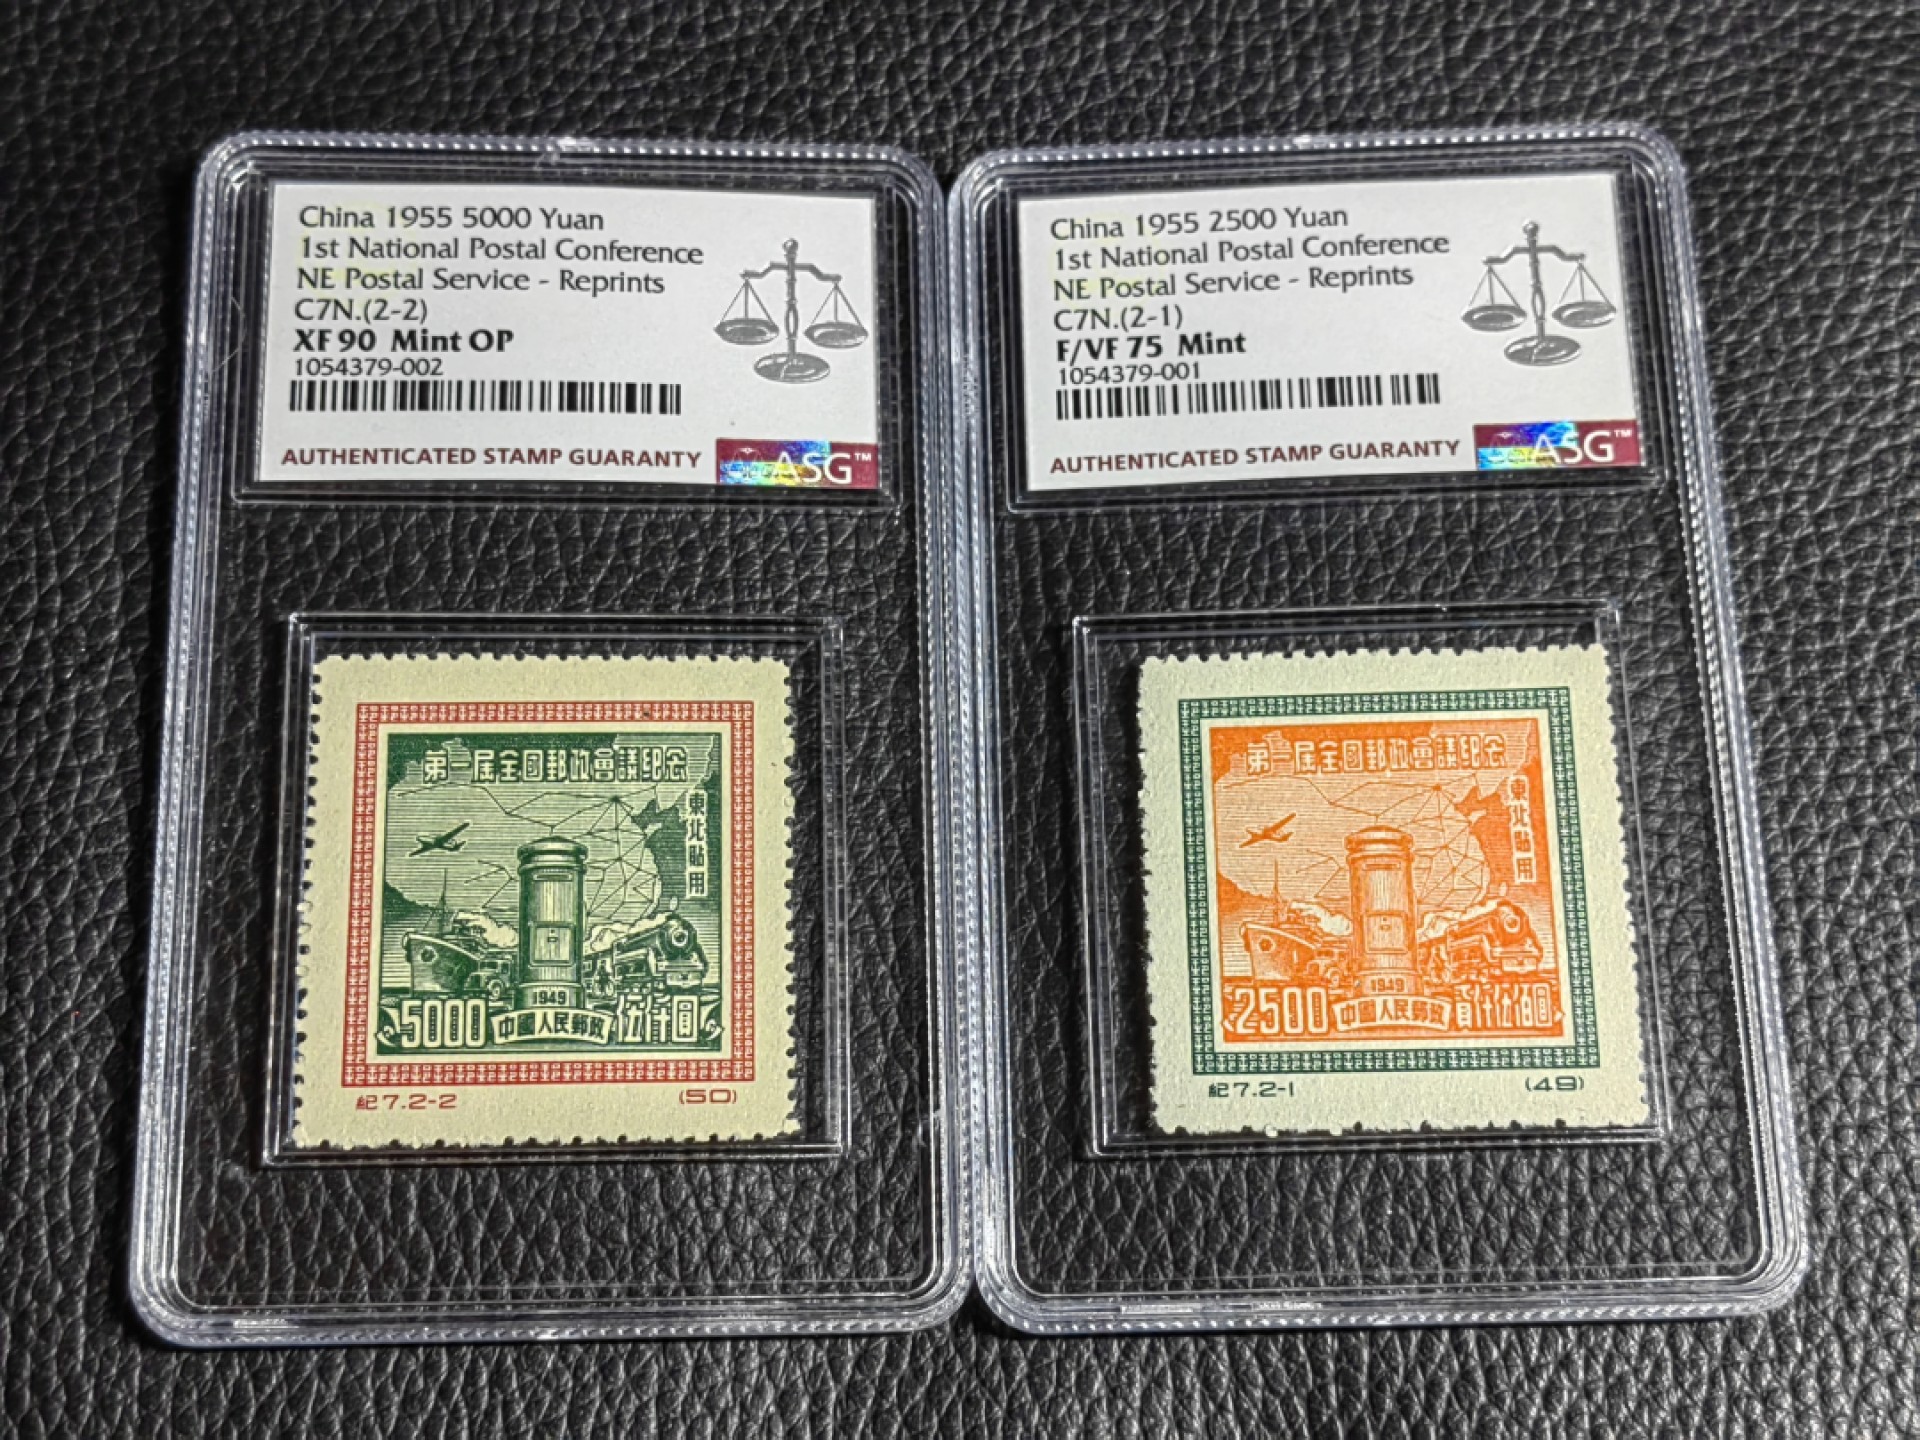 China 1955 5000 Yuan
1st National Postal Conference
NE Postal Service - Reprints
C7N.(2-2)
XF 90 Mint OP
1054379-002
AUTHENTICATED STAMP GUARANTY
ASG™
第一届全國郵政會議紀念
東北貼用
1949
5000 中國人民郵政 伍仟圓
紀7.2-2 (50)
China 1955 2500 Yuan
1st National Postal Conference
NE Postal Service - Reprints
C7N.(2-1)
F/VF 75 Mint
1054379-001
AUTHENTICATED STAMP GUARANTY
ASG™
第一届全國郵政會議紀念
東北貼用
1949
2500 中國人民郵政 貳仟伍佰圓
紀7.2-1 (49)